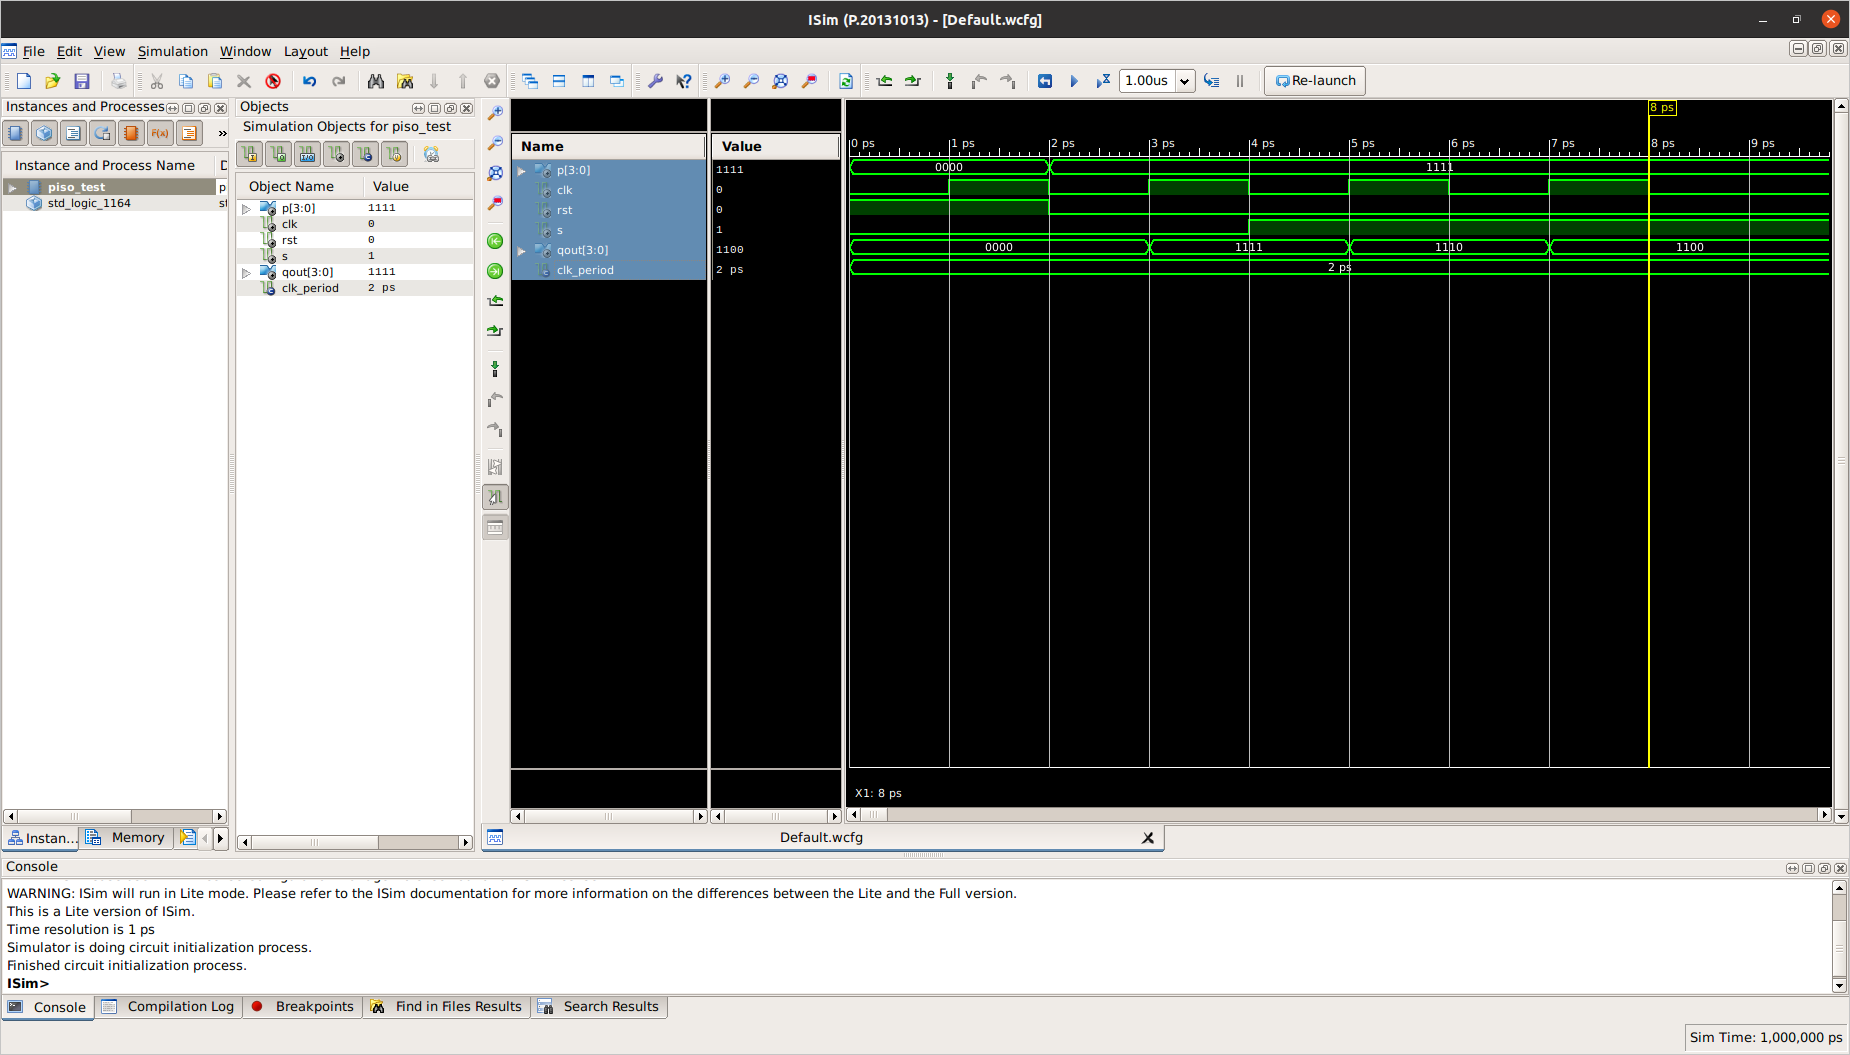 ISim (P.20131013) - [Default.wcfg]
File Edit View Simulation Window Layout Help
1.00us
Re-launch
Instances and Processes
Instance and Process Name D
piso_test p
std_logic_1164 st
Instan...
Memory
Objects
Simulation Objects for piso_test
Object Name Value
p[3:0] 1111
clk 0
rst 0
s 1
qout[3:0] 1111
clk_period 2 ps
Name Value
p[3:0] 1111
clk 0
rst 0
s 1
qout[3:0] 1100
clk_period 2 ps
8 ps
0 ps 1 ps 2 ps 3 ps 4 ps 5 ps 6 ps 7 ps 8 ps 9 ps
0000 1111
0000 1111 1110 1100
2 ps
X1: 8 ps
Default.wcfg
Console
WARNING: ISim will run in Lite mode. Please refer to the ISim documentation for more information on the differences between the Lite and the Full version.
This is a Lite version of ISim.
Time resolution is 1 ps
Simulator is doing circuit initialization process.
Finished circuit initialization process.
ISim>
Console Compilation Log Breakpoints Find in Files Results Search Results
Sim Time: 1,000,000 ps